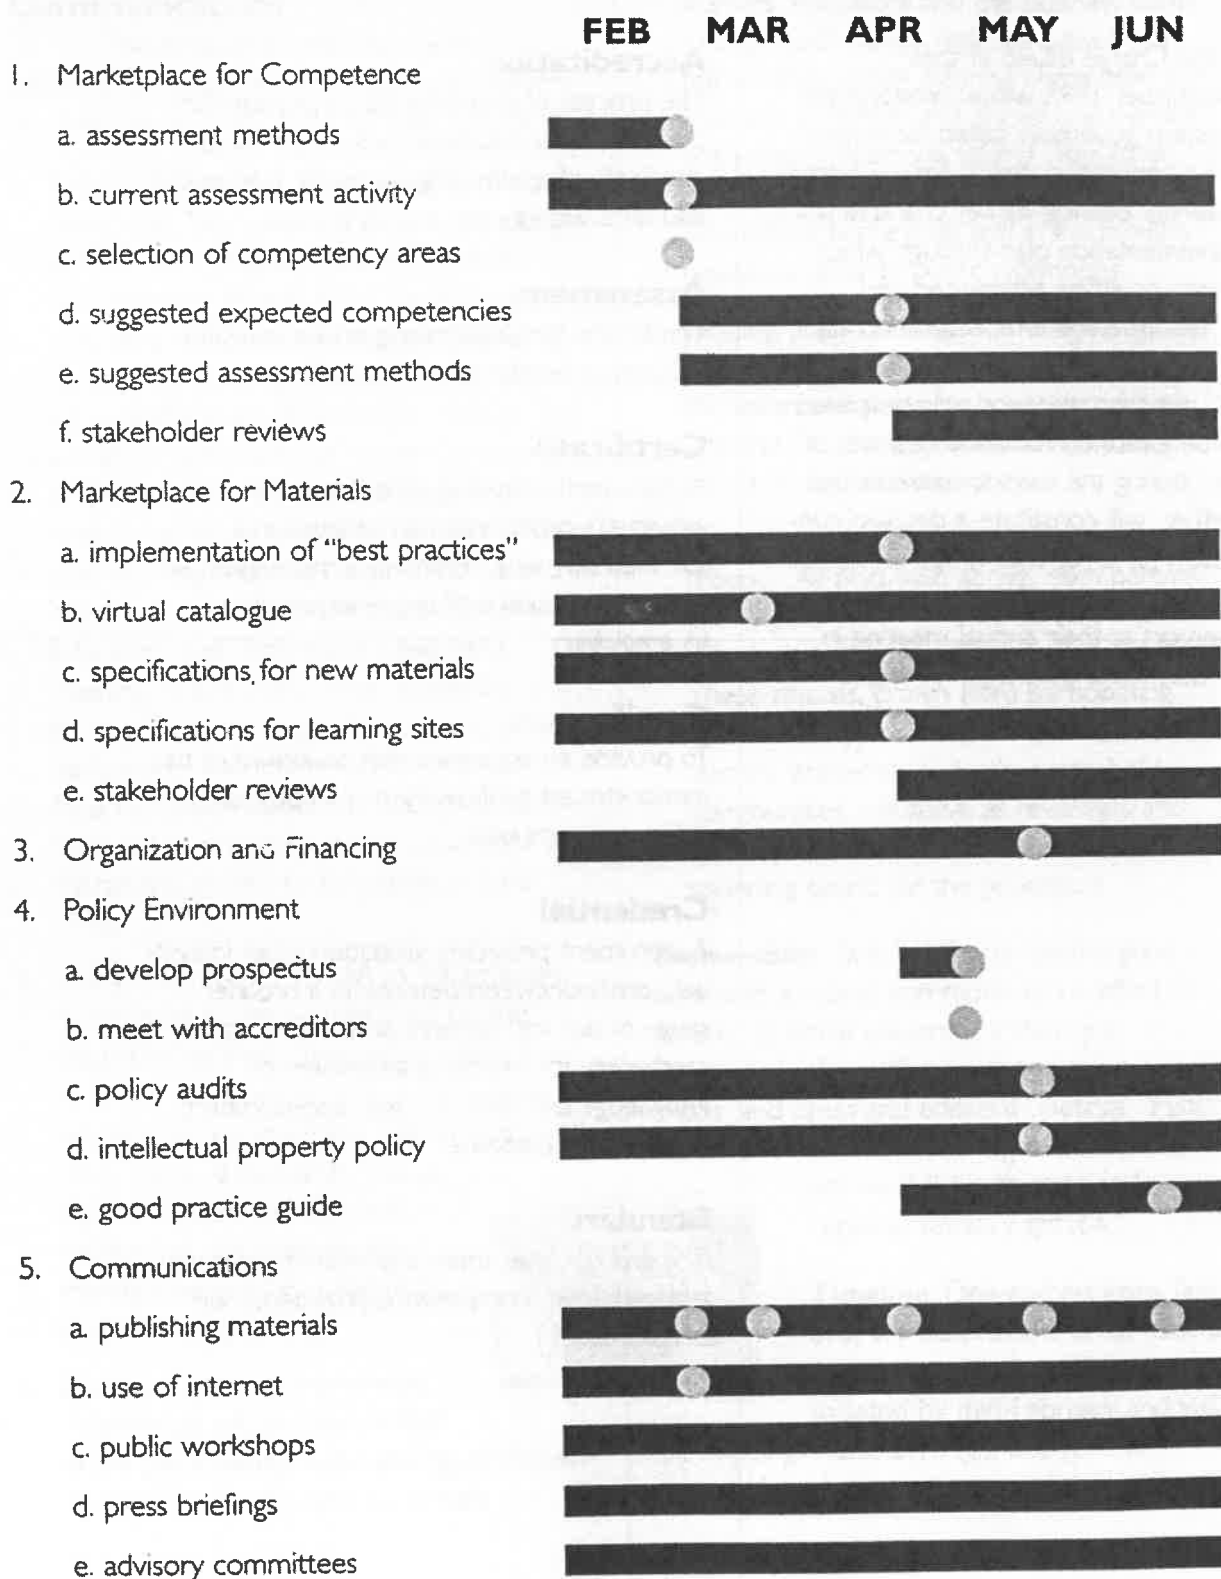 FEB MAR APR MAY JUN
1. Marketplace for Competence
a. assessment methods
b. current assessment activity
c. selection of competency areas
d. suggested expected competencies
e. suggested assessment methods
f. stakeholder reviews
2. Marketplace for Materials
a. implementation of “best practices”
b. virtual catalogue
c. specifications for new materials
d. specifications for learning sites
e. stakeholder reviews
3. Organization and Financing
4. Policy Environment
a. develop prospectus
b. meet with accreditors
c. policy audits
d. intellectual property policy
e. good practice guide
5. Communications
a. publishing materials
b. use of internet
c. public workshops
d. press briefings
e. advisory committees